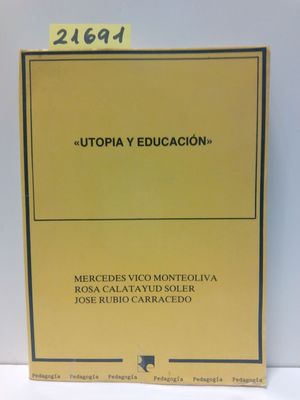 21691
«UTOPIA Y EDUCACIÓN»
MERCEDES VICO MONTEOLIVA
ROSA CALATAYUD SOLER
JOSE RUBIO CARRACEDO
Pedagogía Pedagogía Pedagogía Pedagogía Pedagogía Pedagogía